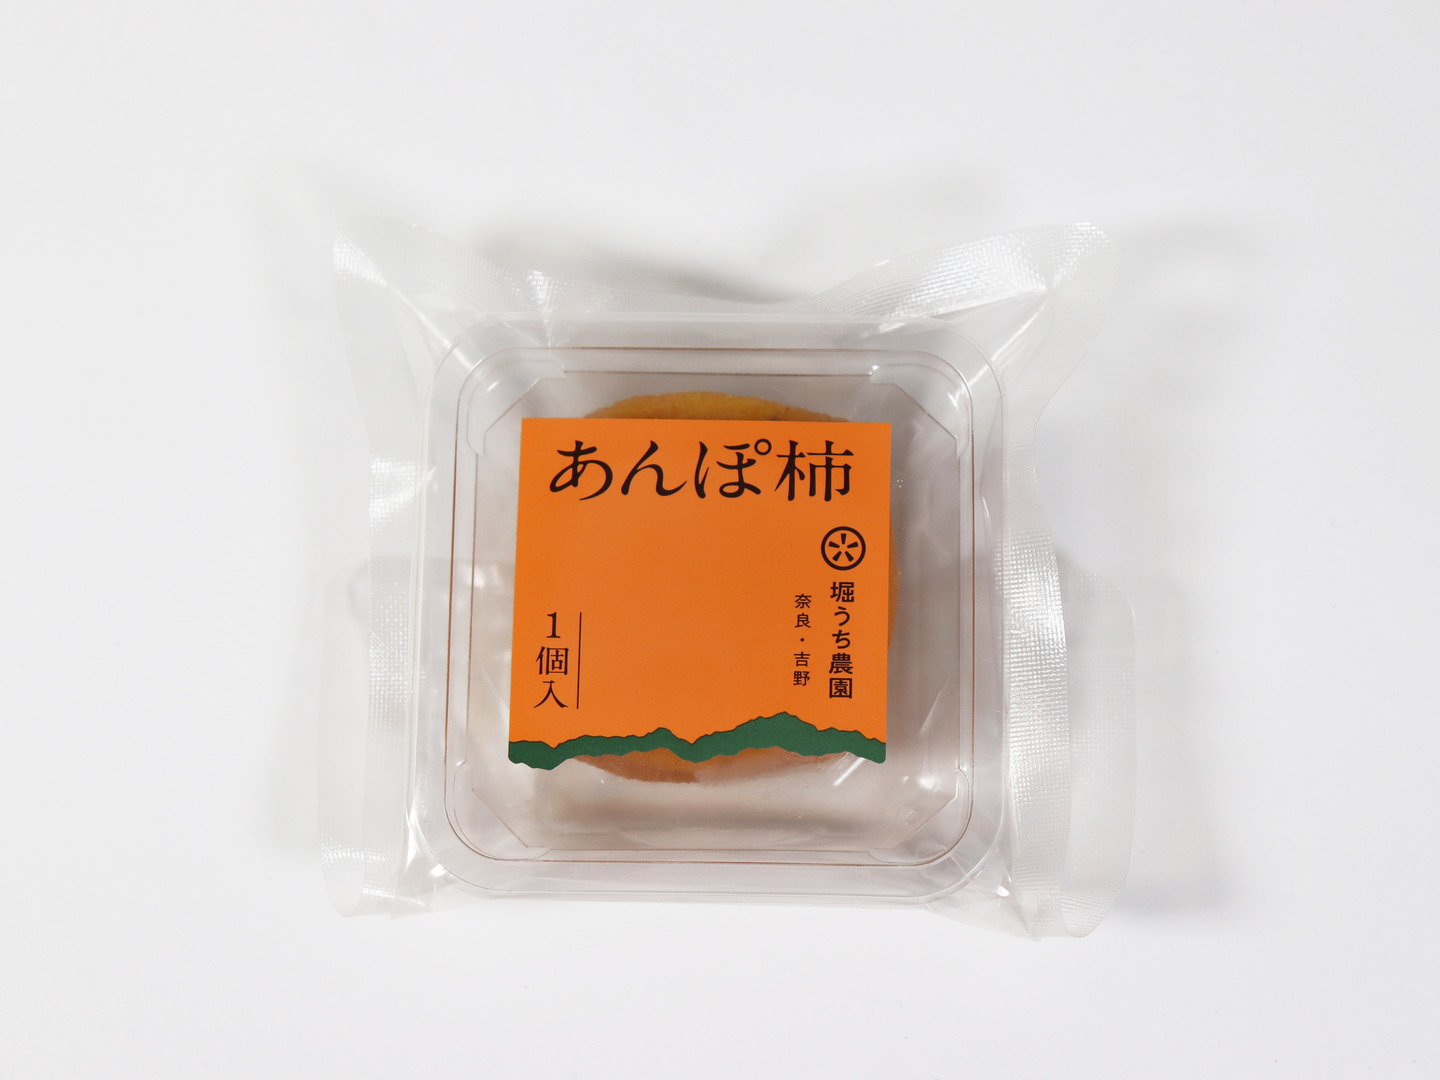 あんぽ柿
堀うち農園
奈良・吉野
1個入